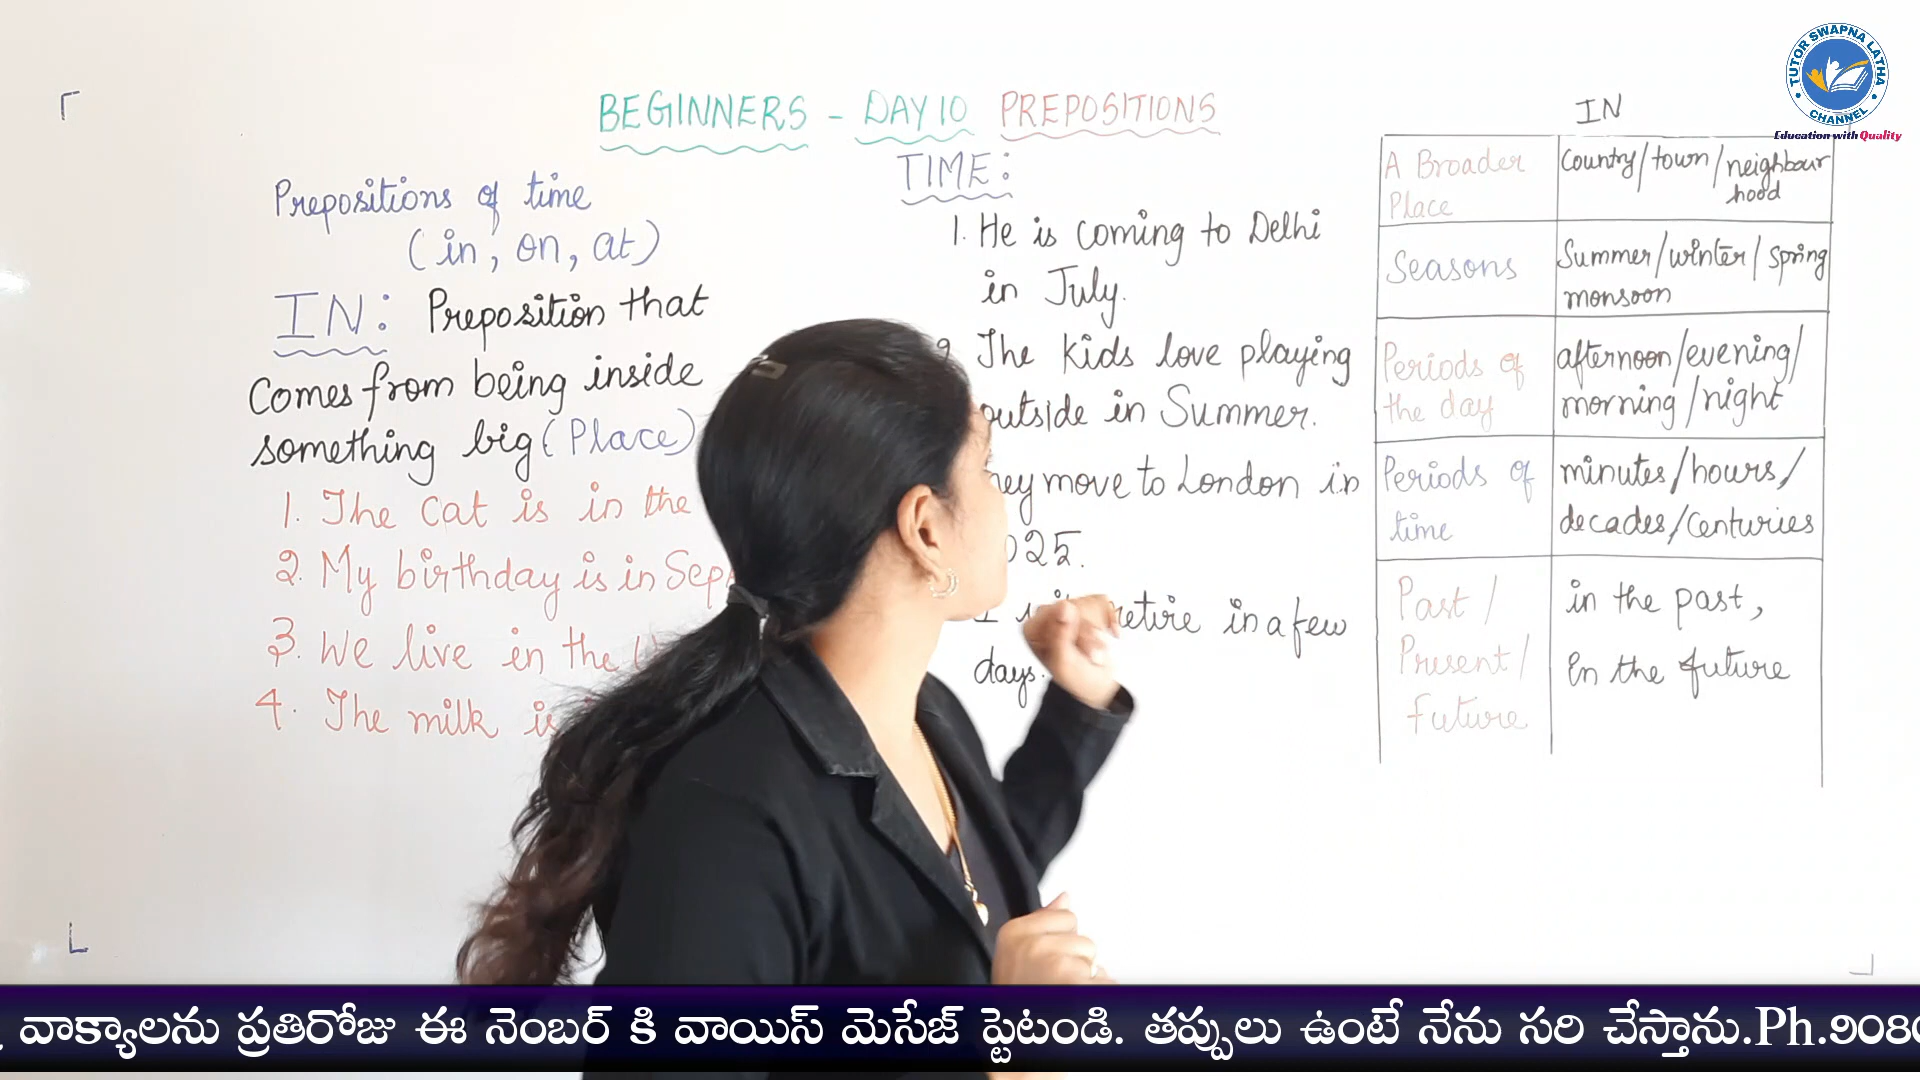 BEGINNERS - DAY 10 PREPOSITIONS
Prepositions of time
(in, on, at)
IN: Preposition that
Comes from being inside
something big (Place)
1. The cat is in the
2. My birthday is in Sep
3. We live in the
4. The milk is
TIME:
1. He is coming to Delhi
in July.
The kids love playing
outside in Summer.
move to London in
2025.
I retire in a few
days.
IN
A Broader
Place
Country/town/neighbour
hood
Seasons
Summer/winter/spring
monsoon
Periods of
the day
afternoon/evening/
morning/night
Periods of
time
minutes/hours/
decades/centuries
Past/
Present/
future
in the past,
In the future
TUTOR SWAPNA LATHA
CHANNEL
Education with Quality
వాక్యాలను ప్రతిరోజు ఈ నెంబర్ కి వాయిస్ మెసేజ్ పెట్టండి. తప్పులు ఉంటే నేను సరి చేస్తాను.Ph.9080